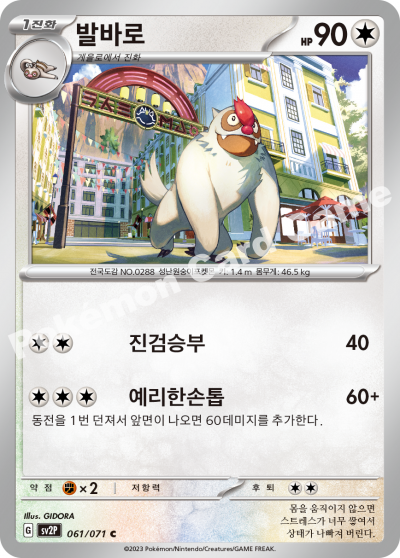 1진화
발바로
HP 90
게을로에서 진화
전국도감 NO.0288 성난원숭이포켓몬 키: 1.4 m 몸무게: 46.5 kg
Pokémon Card Game
진검승부 40
예리한손톱 60+
동전을 1번 던져서 앞면이 나오면 60데미지를 추가한다.
약점 ×2 저항력 후퇴
Illus. GIDORA
G SV2P 061/071 C
몸을 움직이지 않으면
스트레스가 너무 쌓여서
상태가 나빠져 버린다.
©2023 Pokémon/Nintendo/Creatures/GAME FREAK.